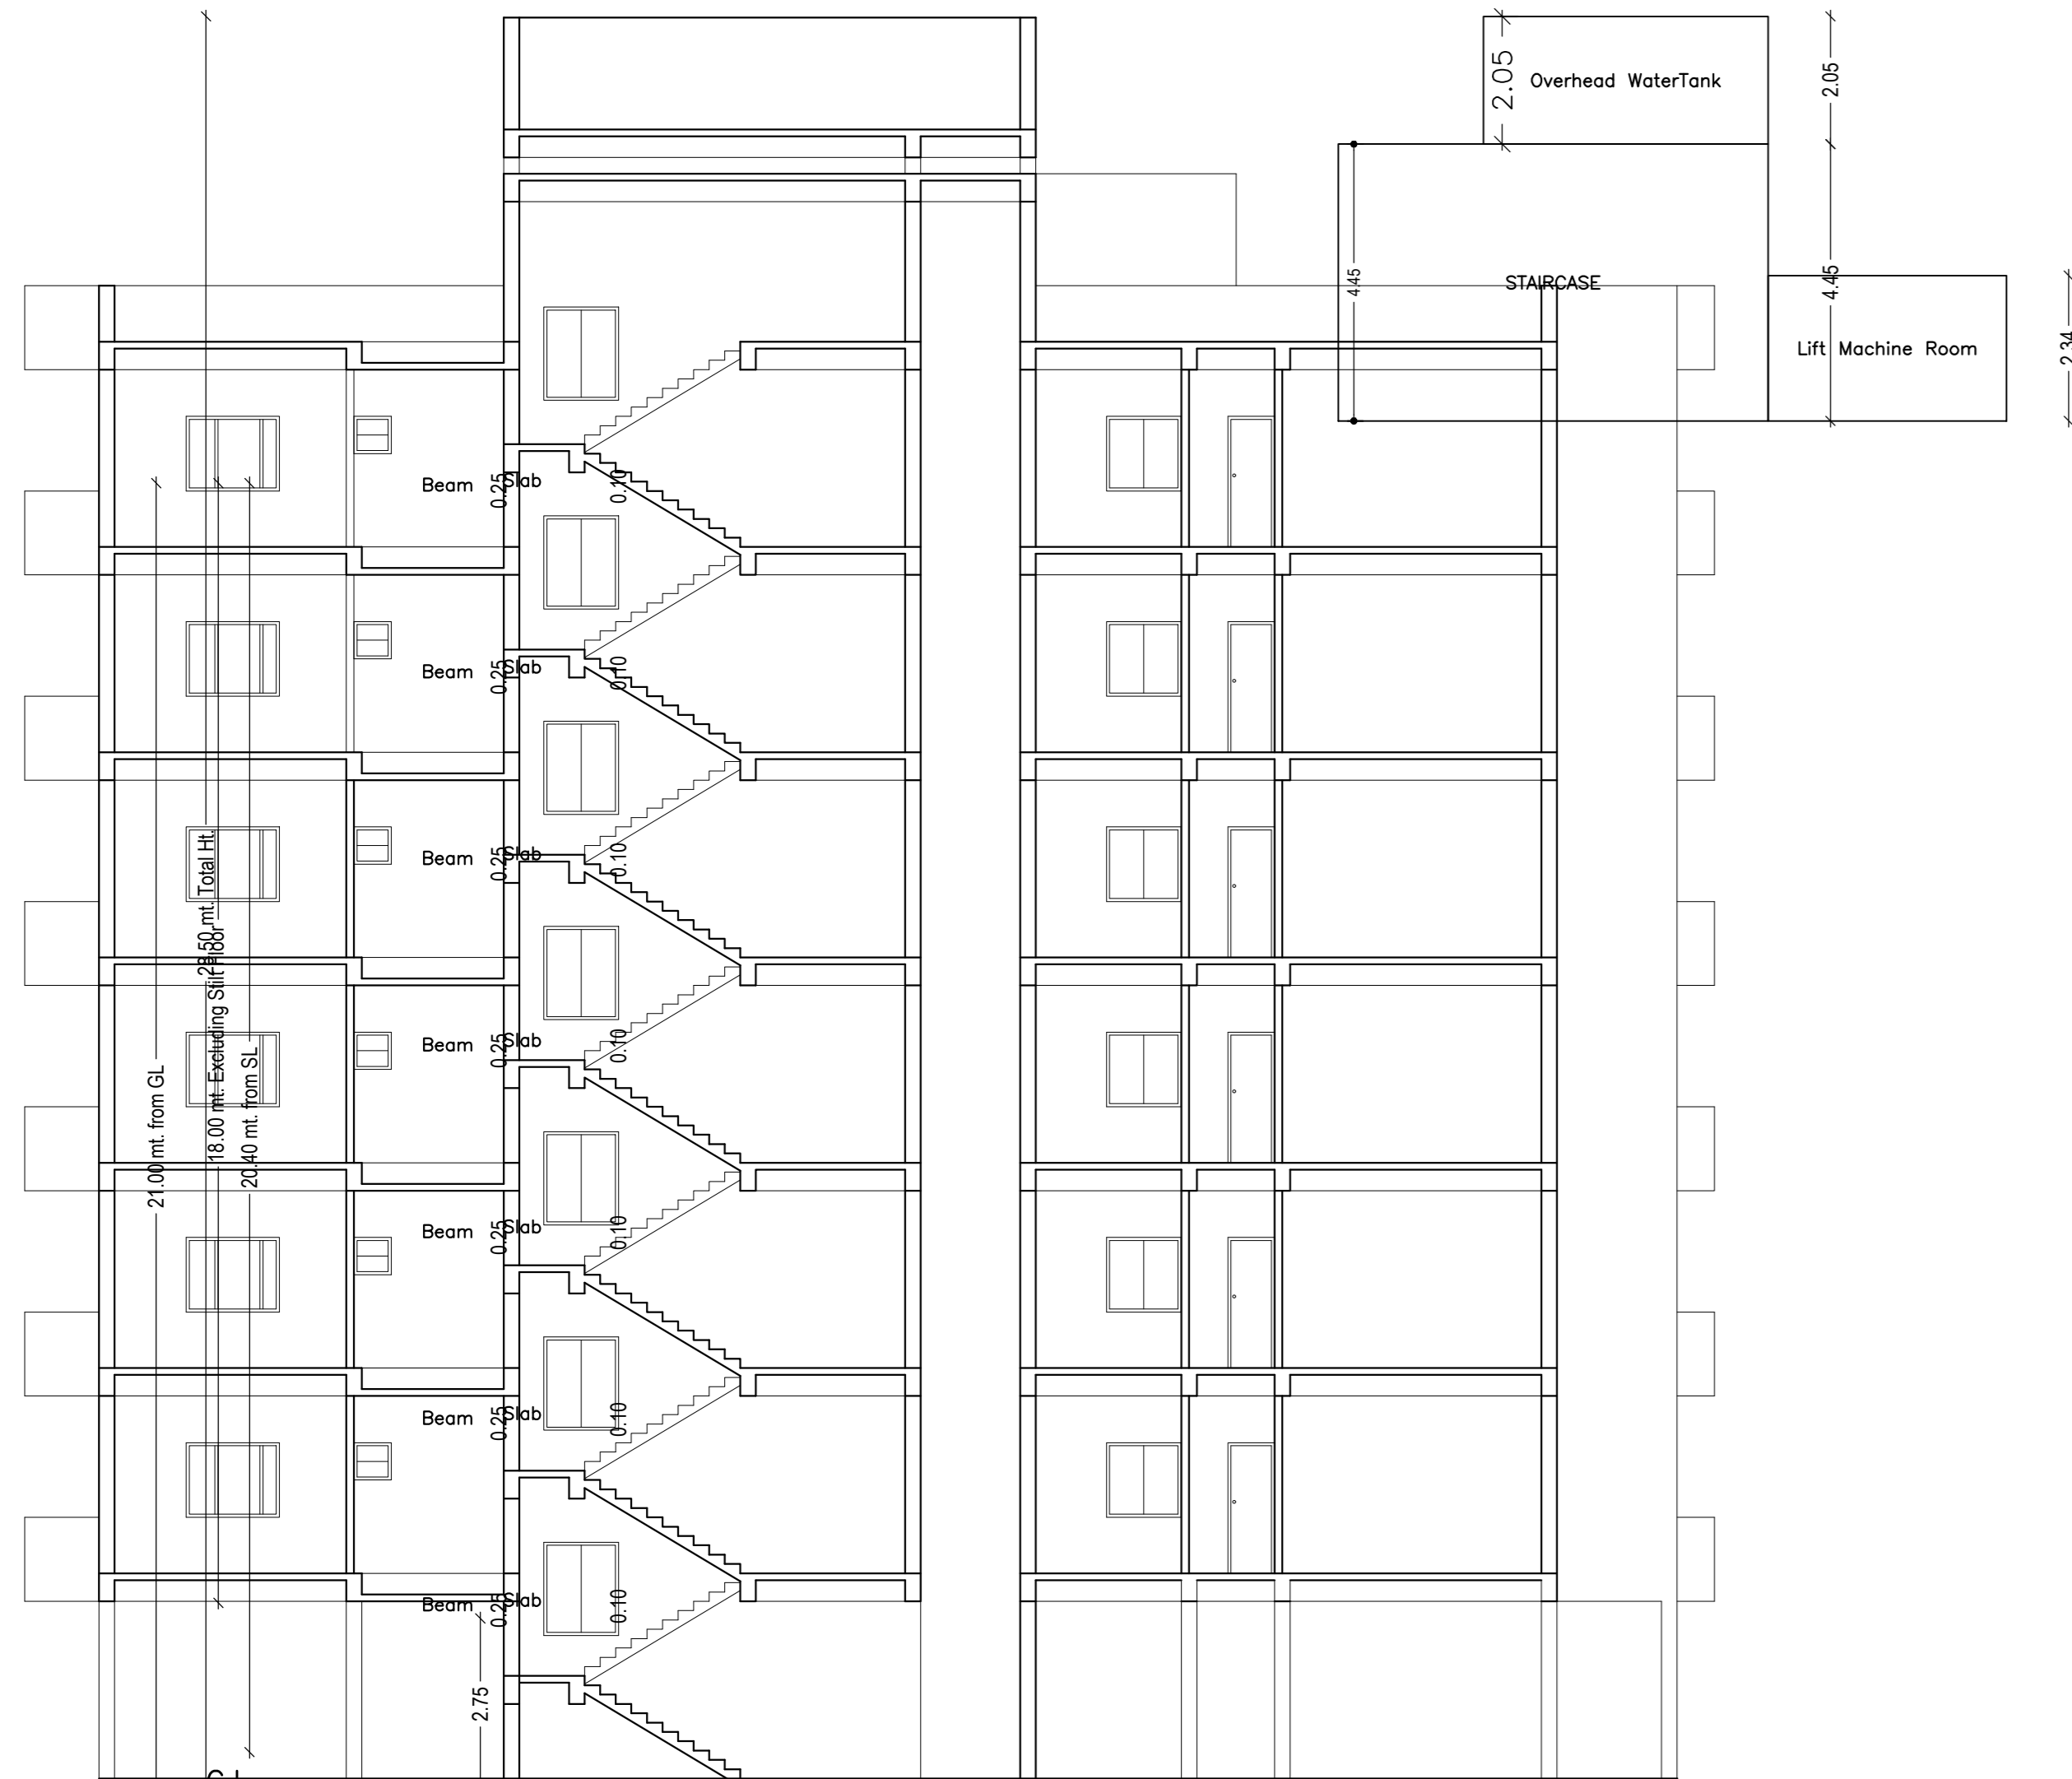 2.05
Overhead WaterTank
2.05
4.45
STAIRCASE
4.45
Lift Machine Room
2.34
Beam
0.25
Slab
0.10
Beam
0.25
Slab
0.10
Beam
0.25
Slab
0.10
Beam
0.25
Slab
0.10
Beam
0.25
Slab
0.10
Beam
0.25
Slab
0.10
Beam
0.25
Slab
0.10
mt. Total Ht.
18.00 mt. Excluding Stilt Floor
21.00 mt. from GL
20.40 mt. from SL
2.75